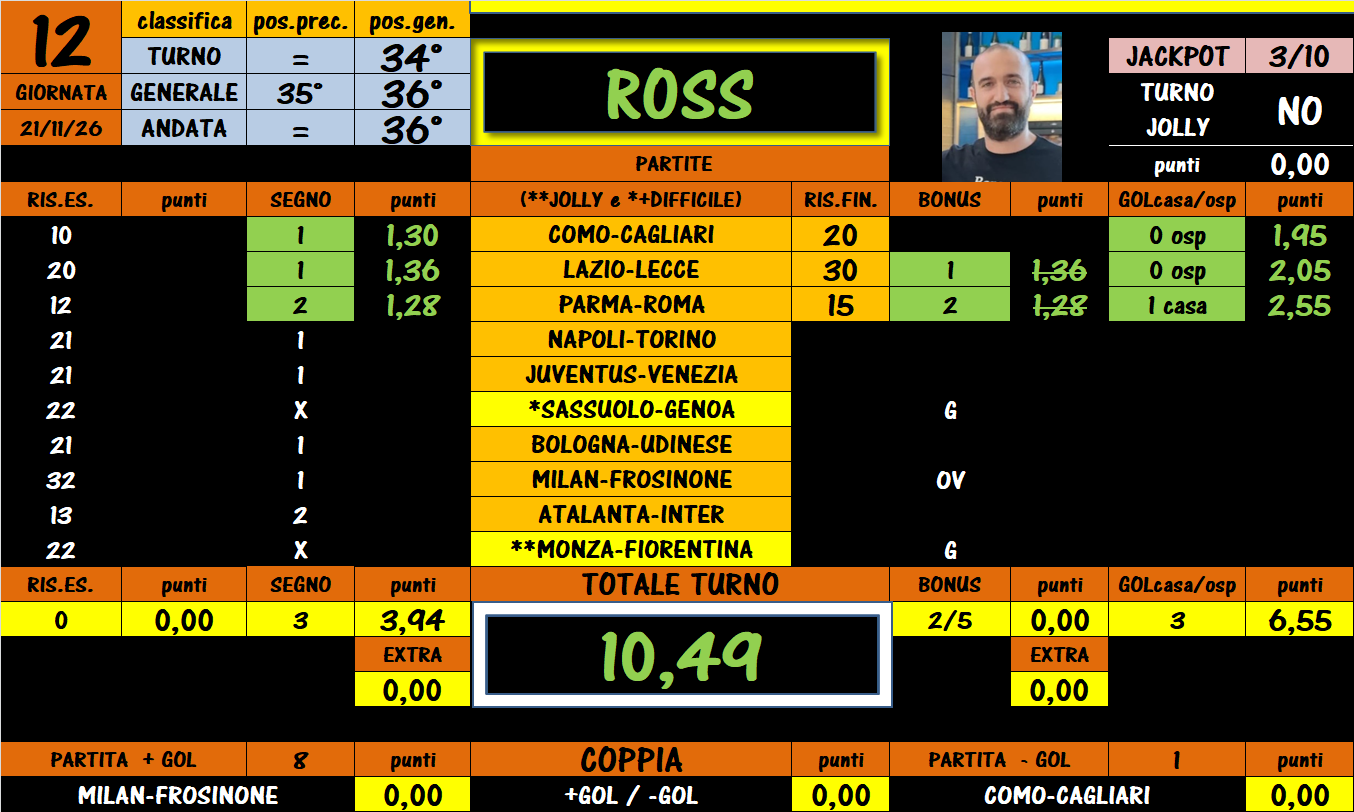 12 classifica pos.prec. pos.gen.
TURNO = 34° JACKPOT 3/10
GIORNATA GENERALE 35° 36° ROSS TURNO JOLLY NO
21/11/26 ANDATA = 36°
PARTITE punti 0,00
RIS.ES. punti SEGNO punti (**JOLLY e *+DIFFICILE) RIS.FIN. BONUS punti GOLcasa/osp punti
10 1 1,30 COMO-CAGLIARI 20 0 osp 1,95
20 1 1,36 LAZIO-LECCE 30 1 1,36 0 osp 2,05
12 2 1,28 PARMA-ROMA 15 2 1,28 1 casa 2,55
21 1 NAPOLI-TORINO
21 1 JUVENTUS-VENEZIA
22 X *SASSUOLO-GENOA G
21 1 BOLOGNA-UDINESE
32 1 MILAN-FROSINONE OV
13 2 ATALANTA-INTER
22 X **MONZA-FIORENTINA G
RIS.ES. punti SEGNO punti TOTALE TURNO BONUS punti GOLcasa/osp punti
0 0,00 3 3,94 10,49 2/5 0,00 3 6,55
EXTRA EXTRA
0,00 0,00
PARTITA + GOL 8 punti COPPIA punti PARTITA - GOL 1 punti
MILAN-FROSINONE 0,00 +GOL / -GOL 0,00 COMO-CAGLIARI 0,00